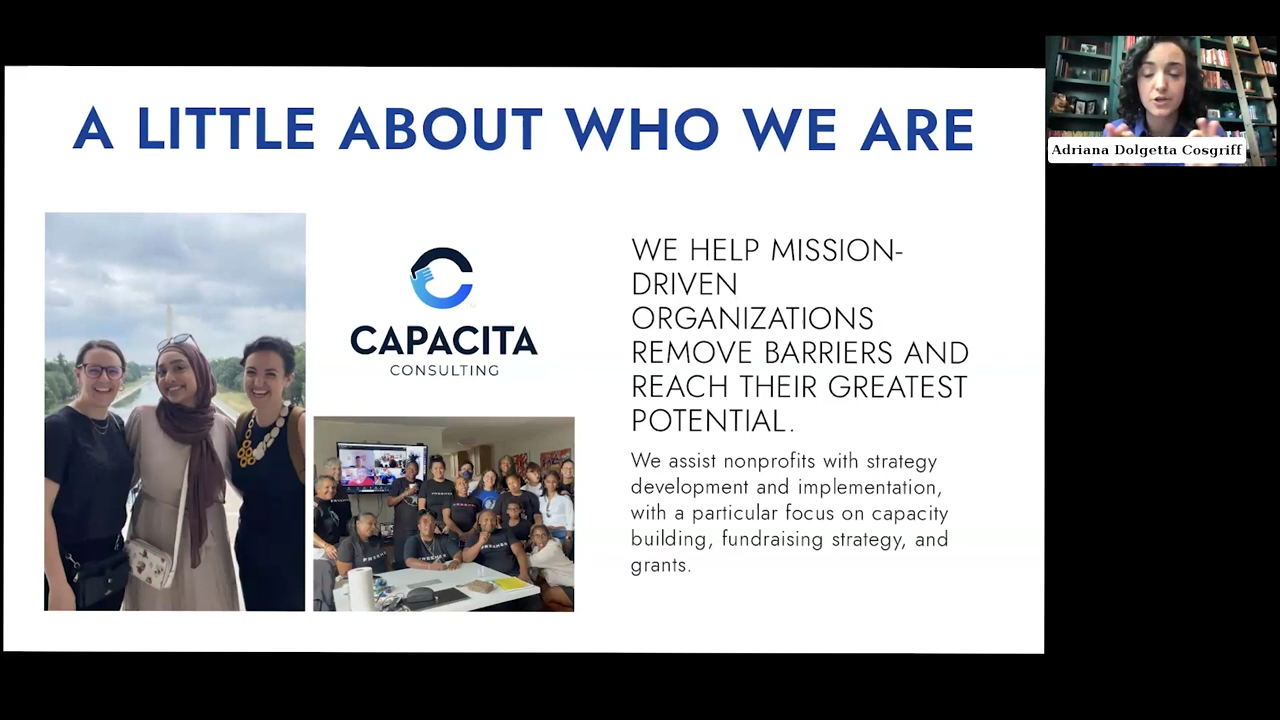 A LITTLE ABOUT WHO WE ARE
Adriana Dolgetta Cosgriff
CAPACITA
CONSULTING
WE HELP MISSION-
DRIVEN
ORGANIZATIONS
REMOVE BARRIERS AND
REACH THEIR GREATEST
POTENTIAL.
We assist nonprofits with strategy
development and implementation,
with a particular focus on capacity
building, fundraising strategy, and
grants.